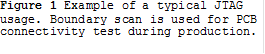 Figure 1 Example of a typical JTAG
usage. Boundary scan is used for PCB
connectivity test during production.